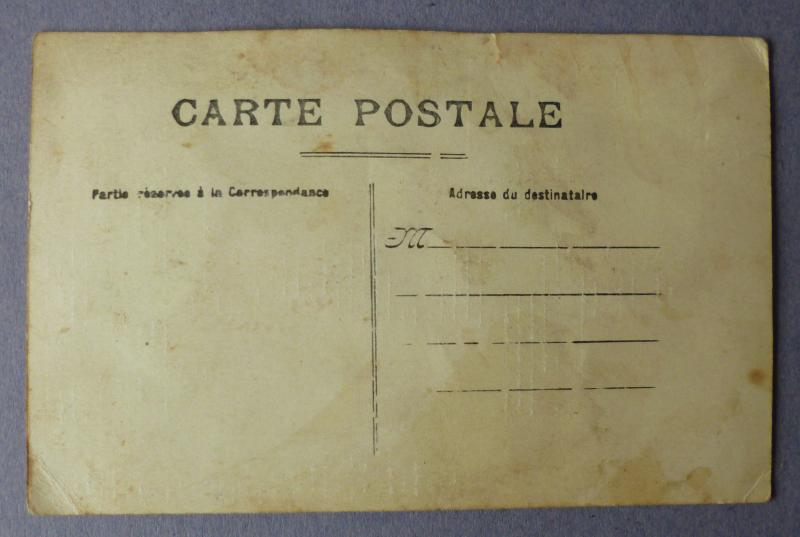 CARTE POSTALE
Partie réservée à la Correspondance
Adresse du destinataire
M